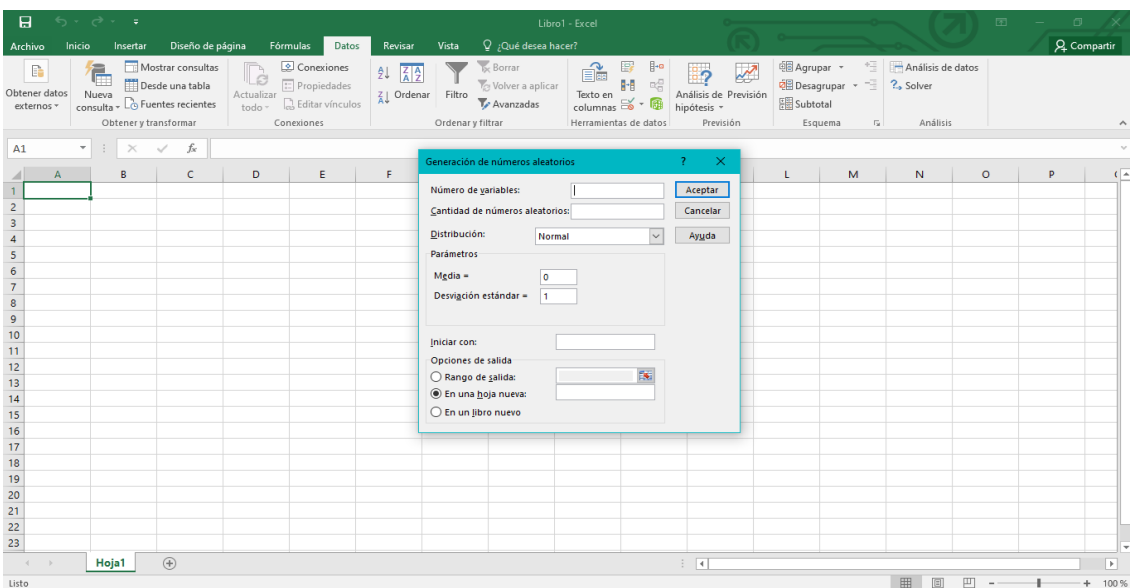 Libro1 - Excel
Archivo Inicio Insertar Diseño de página Fórmulas Datos Revisar Vista ¿Qué desea hacer? Compartir
Obtener datos externos
Nueva consulta
Mostrar consultas
Desde una tabla
Fuentes recientes
Obtener y transformar
Actualizar todo
Conexiones
Propiedades
Editar vínculos
Conexiones
Ordenar
Filtro
Borrar
Volver a aplicar
Avanzadas
Ordenar y filtrar
Texto en columnas
Herramientas de datos
Análisis de hipótesis
Previsión
Previsión
Agrupar
Desagrupar
Subtotal
Esquema
Análisis de datos
Solver
Análisis
A1
fx
A B C D E F L M N O P
1
2
3
4
5
6
7
8
9
10
11
12
13
14
15
16
17
18
19
20
21
22
23
Generación de números aleatorios ?
Número de variables: Aceptar
Cantidad de números aleatorios: Cancelar
Distribución: Normal Ayuda
Parámetros
Media = 0
Desviación estándar = 1
Iniciar con:
Opciones de salida
Rango de salida:
En una hoja nueva:
En un libro nuevo
Hoja1
Listo 100 %